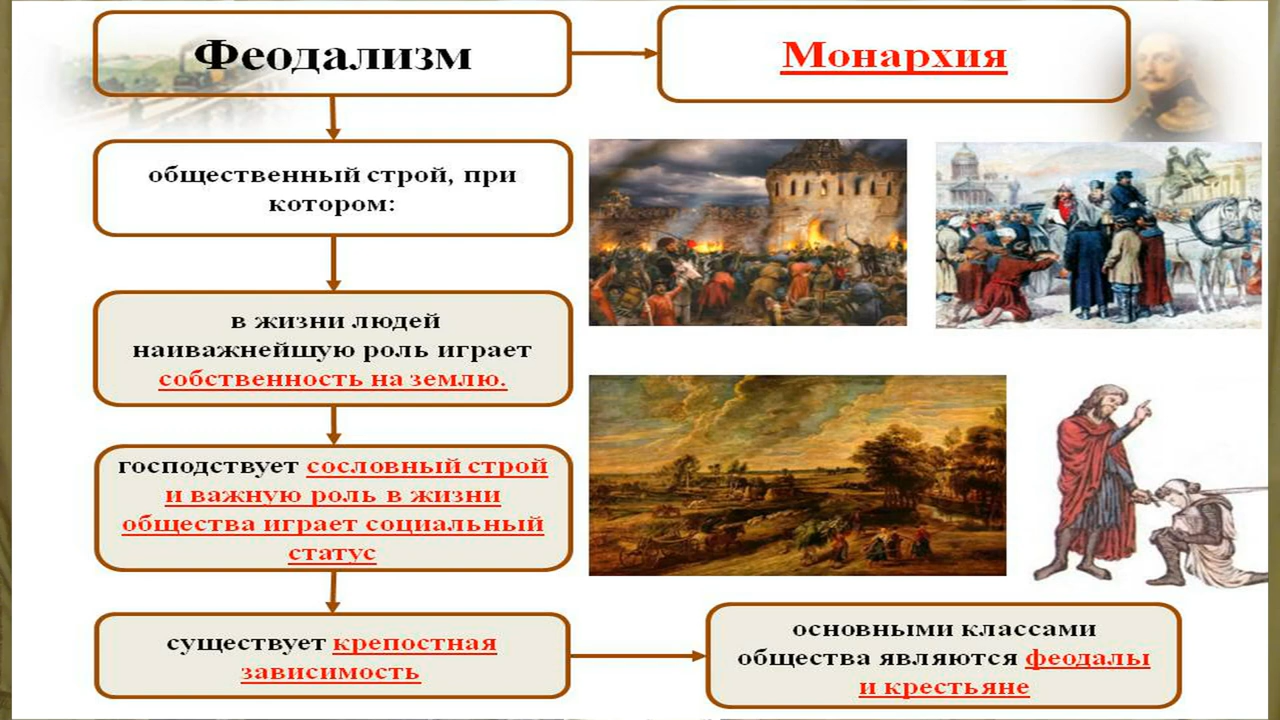 Феодализм
Монархия
общественный строй, при
котором:
в жизни людей
наиважнейшую роль играет
собственность на землю.
господствует сословный строй
и важную роль в жизни
общества играет социальный
статус
существует крепостная
зависимость
основными классами
общества являются феодалы
и крестьяне